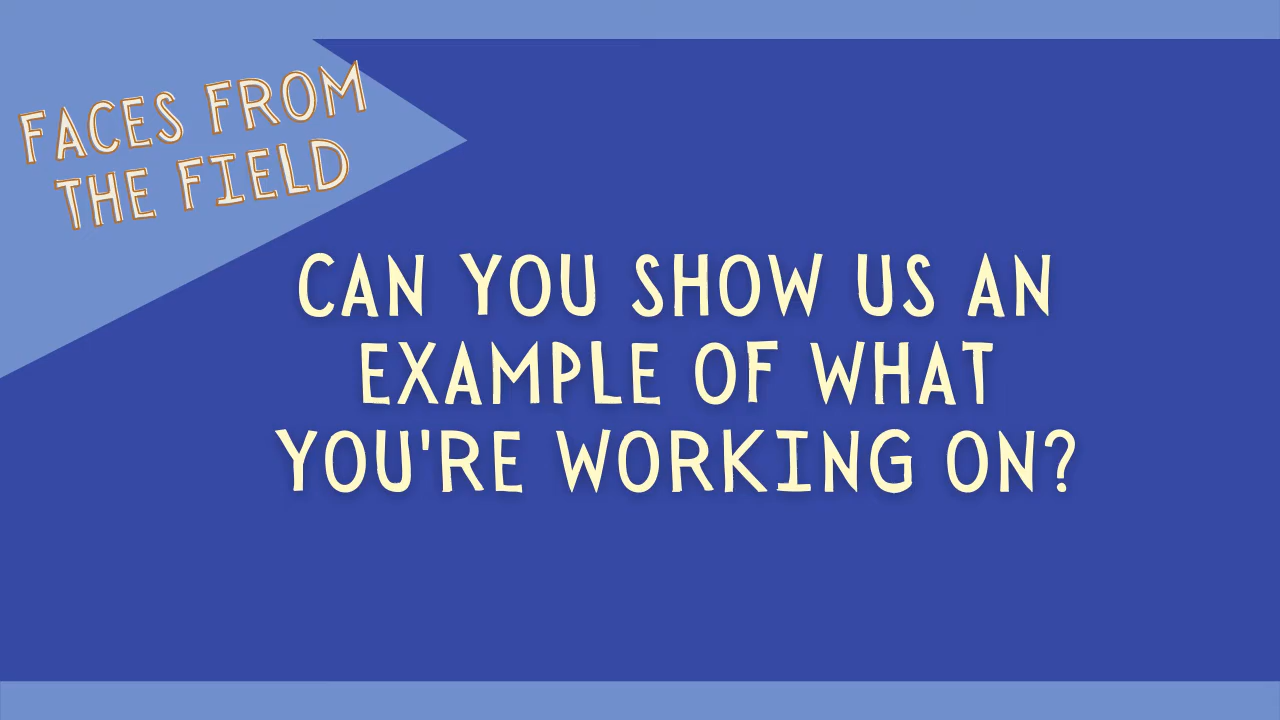 FACES FROM
THE FIELD
CAN YOU SHOW US AN
EXAMPLE OF WHAT
YOU'RE WORKING ON?